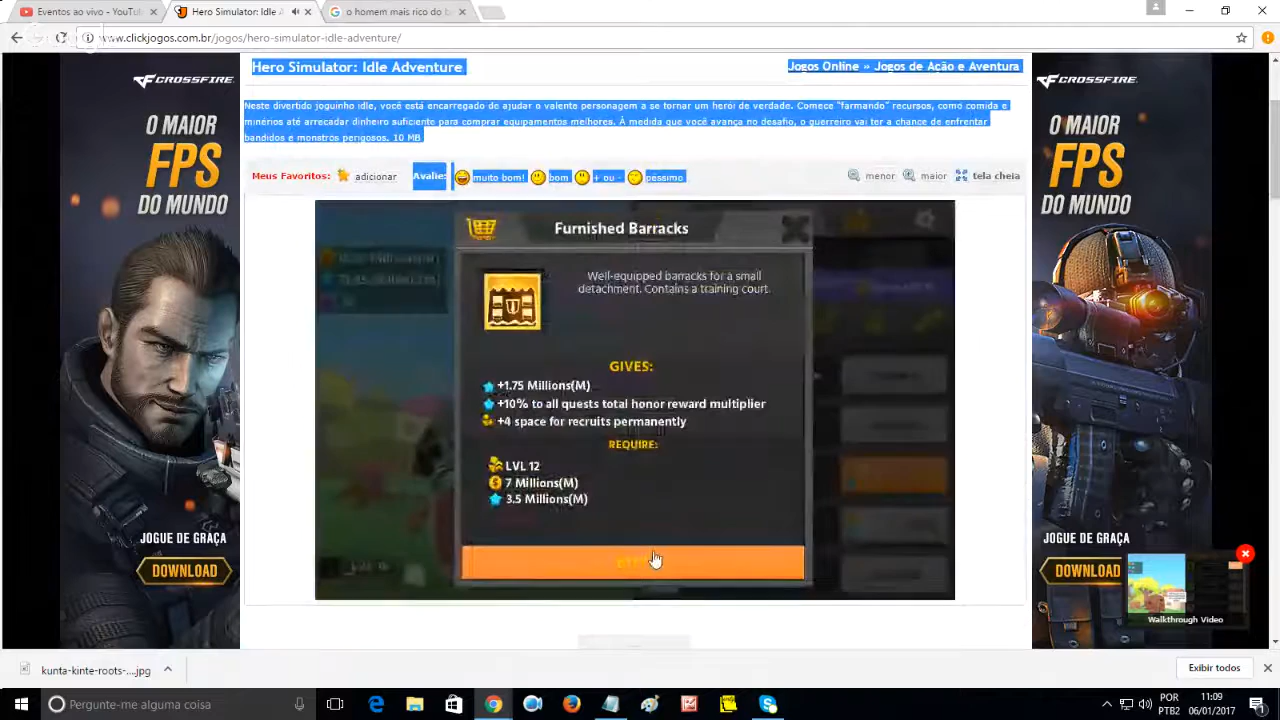 Eventos ao vivo - YouTu
Hero Simulator: Idle A
o homem mais rico do b
www.clickjogos.com.br/jogos/hero-simulator-idle-adventure/
Hero Simulator: Idle Adventure
Jogos Online » Jogos de Ação e Aventura
Neste divertido joguinho idle, você está encarregado de ajudar o valente personagem a se tornar um herói de verdade. Comece "farmando" recursos, como comida e
minérios até arrecadar dinheiro suficiente para comprar equipamentos melhores. À medida que você avança no desafio, o guerreiro vai ter a chance de enfrentar
bandidos e monstros perigosos. 10 MB
Meus Favoritos: adicionar Avalie: muito bom! bom + ou - péssimo menor maior tela cheia
CROSSFIRE
O MAIOR
FPS
DO MUNDO
JOGUE DE GRAÇA
DOWNLOAD
Furnished Barracks
Well-equipped barracks for a small
detachment. Contains a training court.
GIVES:
+1.75 Millions(M)
+10% to all quests total honor reward multiplier
+4 space for recruits permanently
REQUIRE:
LVL 12
7 Millions(M)
3.5 Millions(M)
CROSSFIRE
O MAIOR
FPS
DO MUNDO
JOGUE DE GRAÇA
DOWNLOAD
Walkthrough Video
kunta-kinte-roots-....jpg
Exibir todos
Pergunte-me alguma coisa
POR
PTB2
11:09
06/01/2017